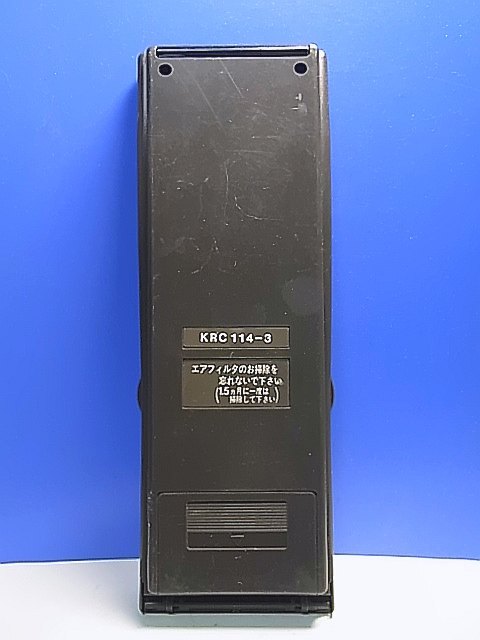 KRC 114-3
エアフィルタのお掃除を
忘れないで下さい
(1.5ヵ月に一度は
掃除して下さい)